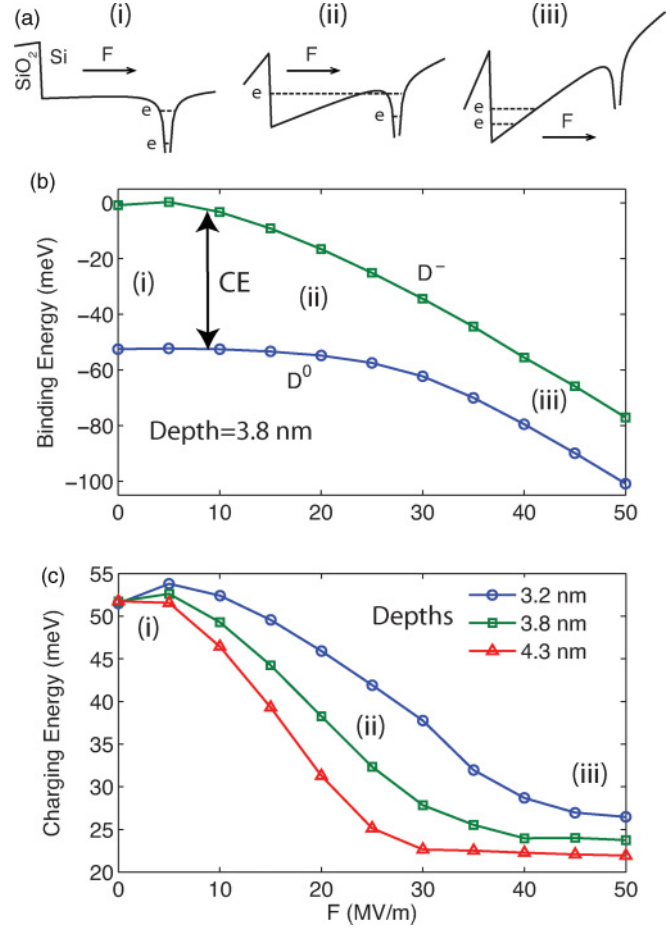 (a) (i) (ii) (iii)
SiO₂ Si F F
e e e e e e
F
(b)
Binding Energy (meV)
0
−20
−40
−60
−80
−100
(i) CE (ii) D⁻
D⁰ (iii)
Depth=3.8 nm
0 10 20 30 40 50
(c)
Charging Energy (meV)
55
50
45
40
35
30
25
20
(i) (ii) (iii)
Depths
3.2 nm
3.8 nm
4.3 nm
0 10 20 30 40 50
F (MV/m)